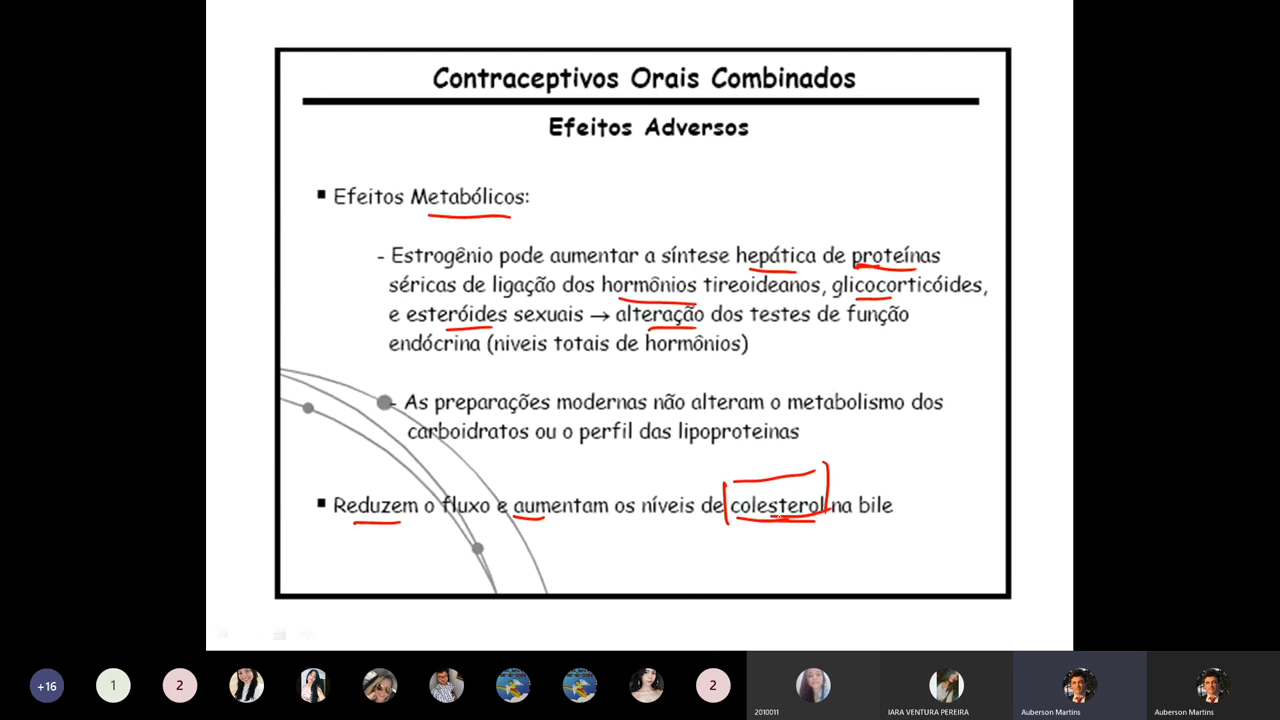 Contraceptivos Orais Combinados
Efeitos Adversos
▪ Efeitos Metabólicos:
- Estrogênio pode aumentar a síntese hepática de proteínas
séricas de ligação dos hormônios tireoideanos, glicocorticóides,
e esteróides sexuais → alteração dos testes de função
endócrina (níveis totais de hormônios)
- As preparações modernas não alteram o metabolismo dos
carboidratos ou o perfil das lipoproteinas
▪ Reduzem o fluxo e aumentam os níveis de colesterol na bile
+16
1
2
2
2010011
IARA VENTURA PEREIRA
Auberson Martins
Auberson Martins